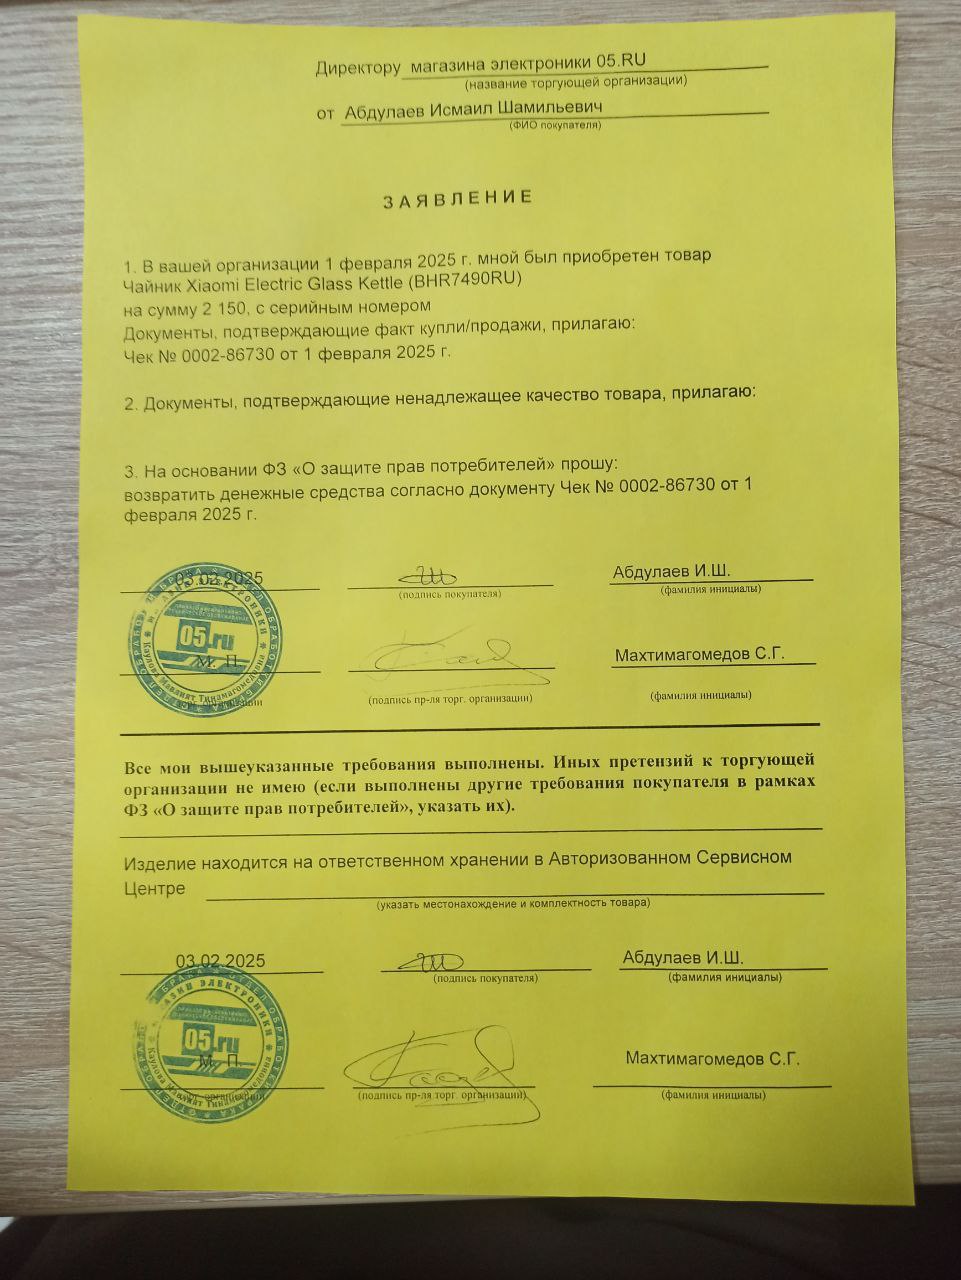 Директору магазина электроники 05.RU
(название торгующей организации)
от Абдулаев Исмаил Шамильевич
(ФИО покупателя)
ЗАЯВЛЕНИЕ
1. В вашей организации 1 февраля 2025 г. мной был приобретен товар
Чайник Xiaomi Electric Glass Kettle (BHR7490RU)
на сумму 2 150, с серийным номером
Документы, подтверждающие факт купли/продажи, прилагаю:
Чек № 0002-86730 от 1 февраля 2025 г.
2. Документы, подтверждающие ненадлежащее качество товара, прилагаю:
3. На основании ФЗ «О защите прав потребителей» прошу:
возвратить денежные средства согласно документу Чек № 0002-86730 от 1
февраля 2025 г.
03.02.2025
Абдулаев И.Ш.
(подпись покупателя)
(фамилия инициалы)
05.ru
М. П.
Махтимагомедов С.Г.
(подпись пр-ля торг. организации)
(фамилия инициалы)
Все мои вышеуказанные требования выполнены. Иных претензий к торгующей
организации не имею (если выполнены другие требования покупателя в рамках
ФЗ «О защите прав потребителей», указать их).
Изделие находится на ответственном хранении в Авторизованном Сервисном
Центре
(указать местонахождение и комплектность товара)
03.02.2025
Абдулаев И.Ш.
(подпись покупателя)
(фамилия инициалы)
05.ru
М. П.
Махтимагомедов С.Г.
(подпись пр-ля торг. организации)
(фамилия инициалы)